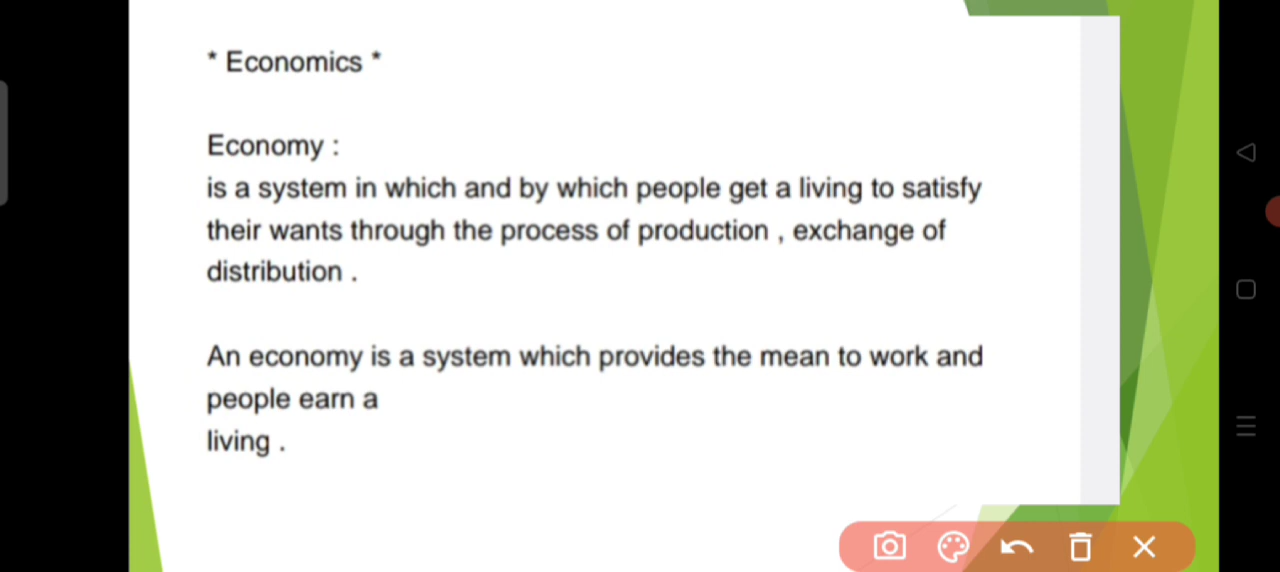 * Economics *
Economy :
is a system in which and by which people get a living to satisfy
their wants through the process of production , exchange of
distribution .
An economy is a system which provides the mean to work and
people earn a
living .